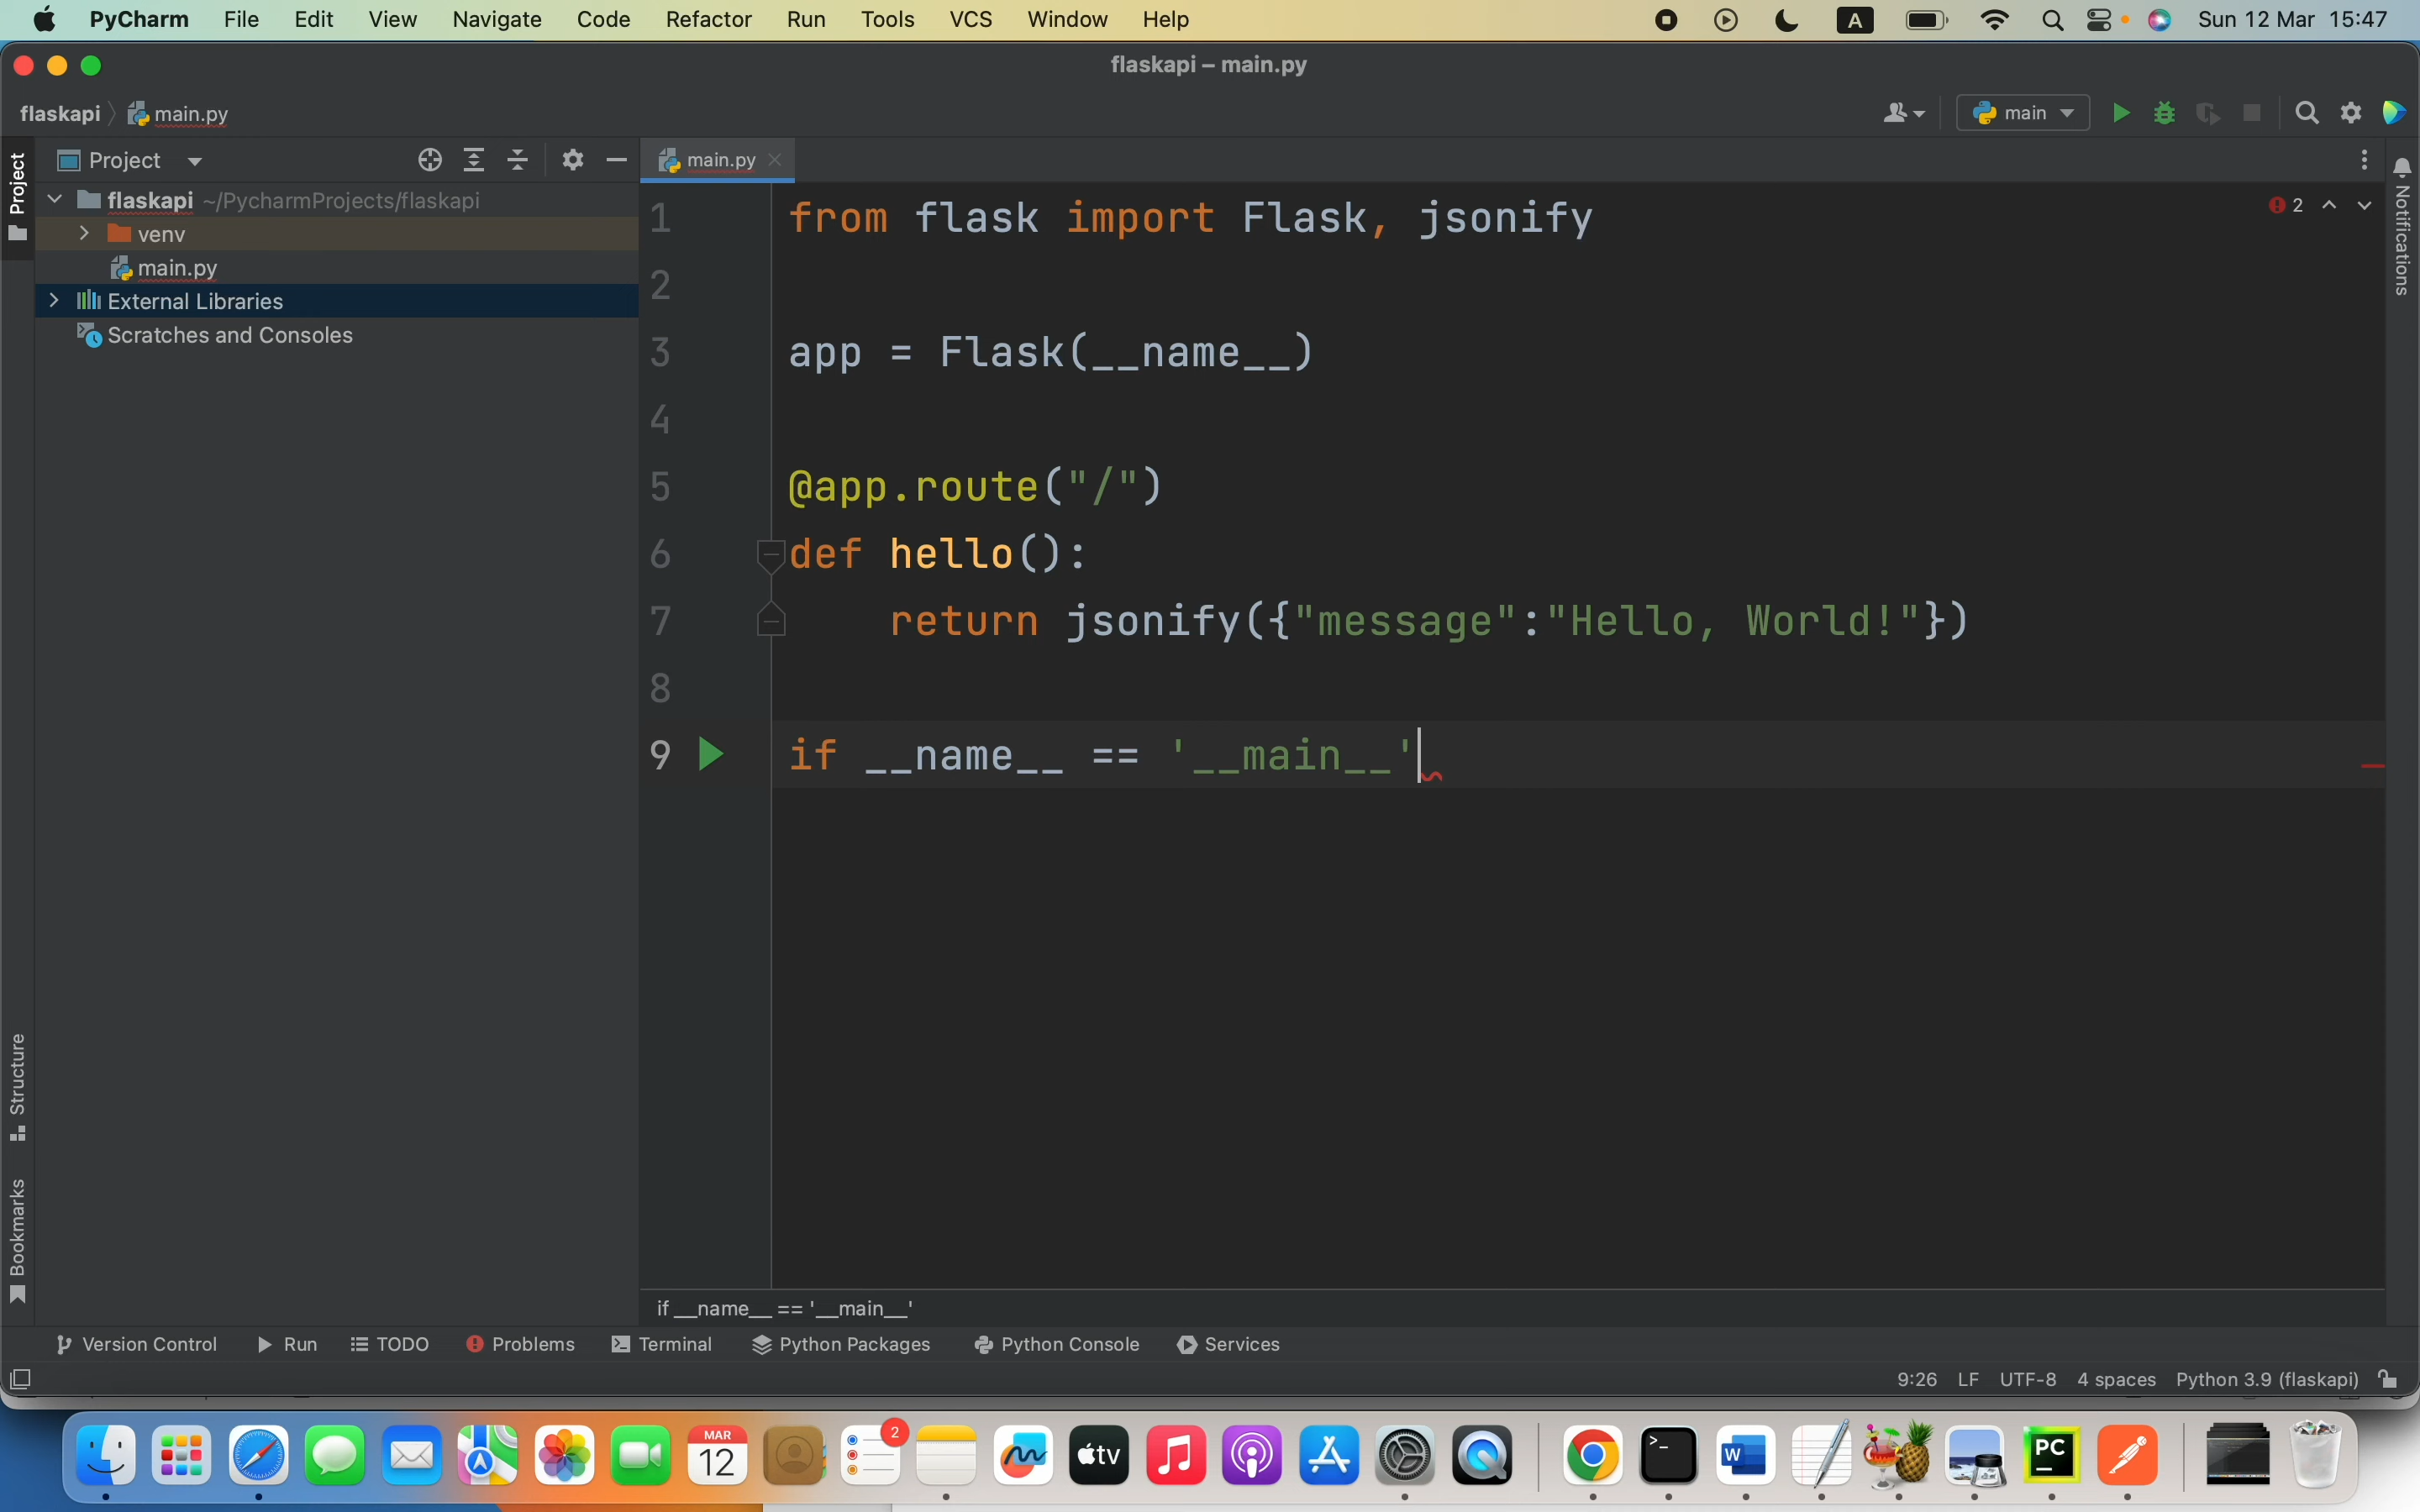 PyCharm File Edit View Navigate Code Refactor Run Tools VCS Window Help A Sun 12 Mar 15:47
flaskapi – main.py
flaskapi main.py main
Project Project main.py
flaskapi ~/PycharmProjects/flaskapi
venv
main.py
External Libraries
Scratches and Consoles
2
Notifications
1 from flask import Flask, jsonify
2
3 app = Flask(__name__)
4
5 @app.route("/")
6 def hello():
7 return jsonify({"message":"Hello, World!"})
8
9 if __name__ == '__main__'
Structure
Bookmarks
if __name__ == '__main__'
Version Control Run TODO Problems Terminal Python Packages Python Console Services
9:26 LF UTF-8 4 spaces Python 3.9 (flaskapi)
MAR
12
2
tv
W
PC